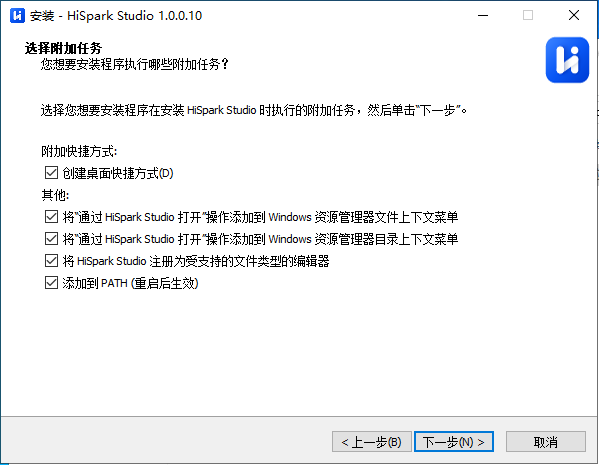 安装 - HiSpark Studio 1.0.0.10
选择附加任务
您想要安装程序执行哪些附加任务？
选择您想要安装程序在安装 HiSpark Studio 时执行的附加任务，然后单击“下一步”。
附加快捷方式:
创建桌面快捷方式(D)
其他:
将“通过 HiSpark Studio 打开”操作添加到 Windows 资源管理器文件上下文菜单
将“通过 HiSpark Studio 打开”操作添加到 Windows 资源管理器目录上下文菜单
将 HiSpark Studio 注册为受支持的文件类型的编辑器
添加到 PATH (重启后生效)
< 上一步(B) 下一步(N) > 取消